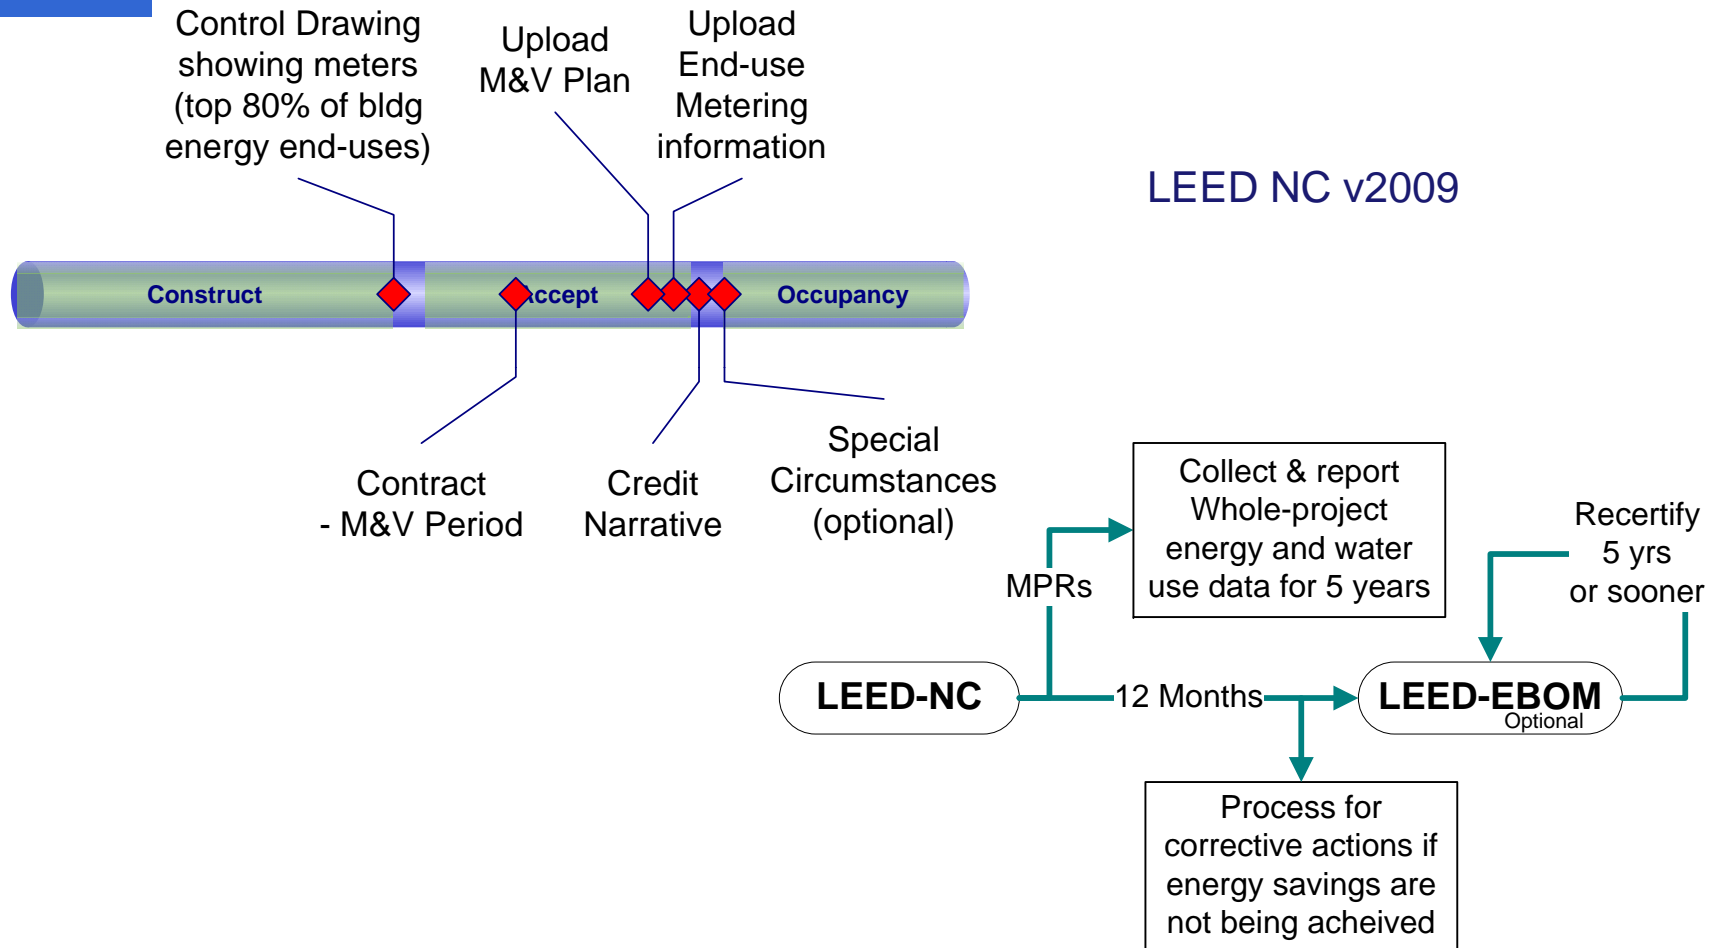 Control Drawing
showing meters
(top 80% of bldg
energy end-uses)
Upload
M&V Plan
Upload
End-use
Metering
information
LEED NC v2009
Construct
Accept
Occupancy
Contract
- M&V Period
Credit
Narrative
Special
Circumstances
(optional)
Collect & report
Whole-project
energy and water
use data for 5 years
Recertify
5 yrs
or sooner
MPRs
LEED-NC
12 Months
LEED-EBOM
Optional
Process for
corrective actions if
energy savings are
not being acheived